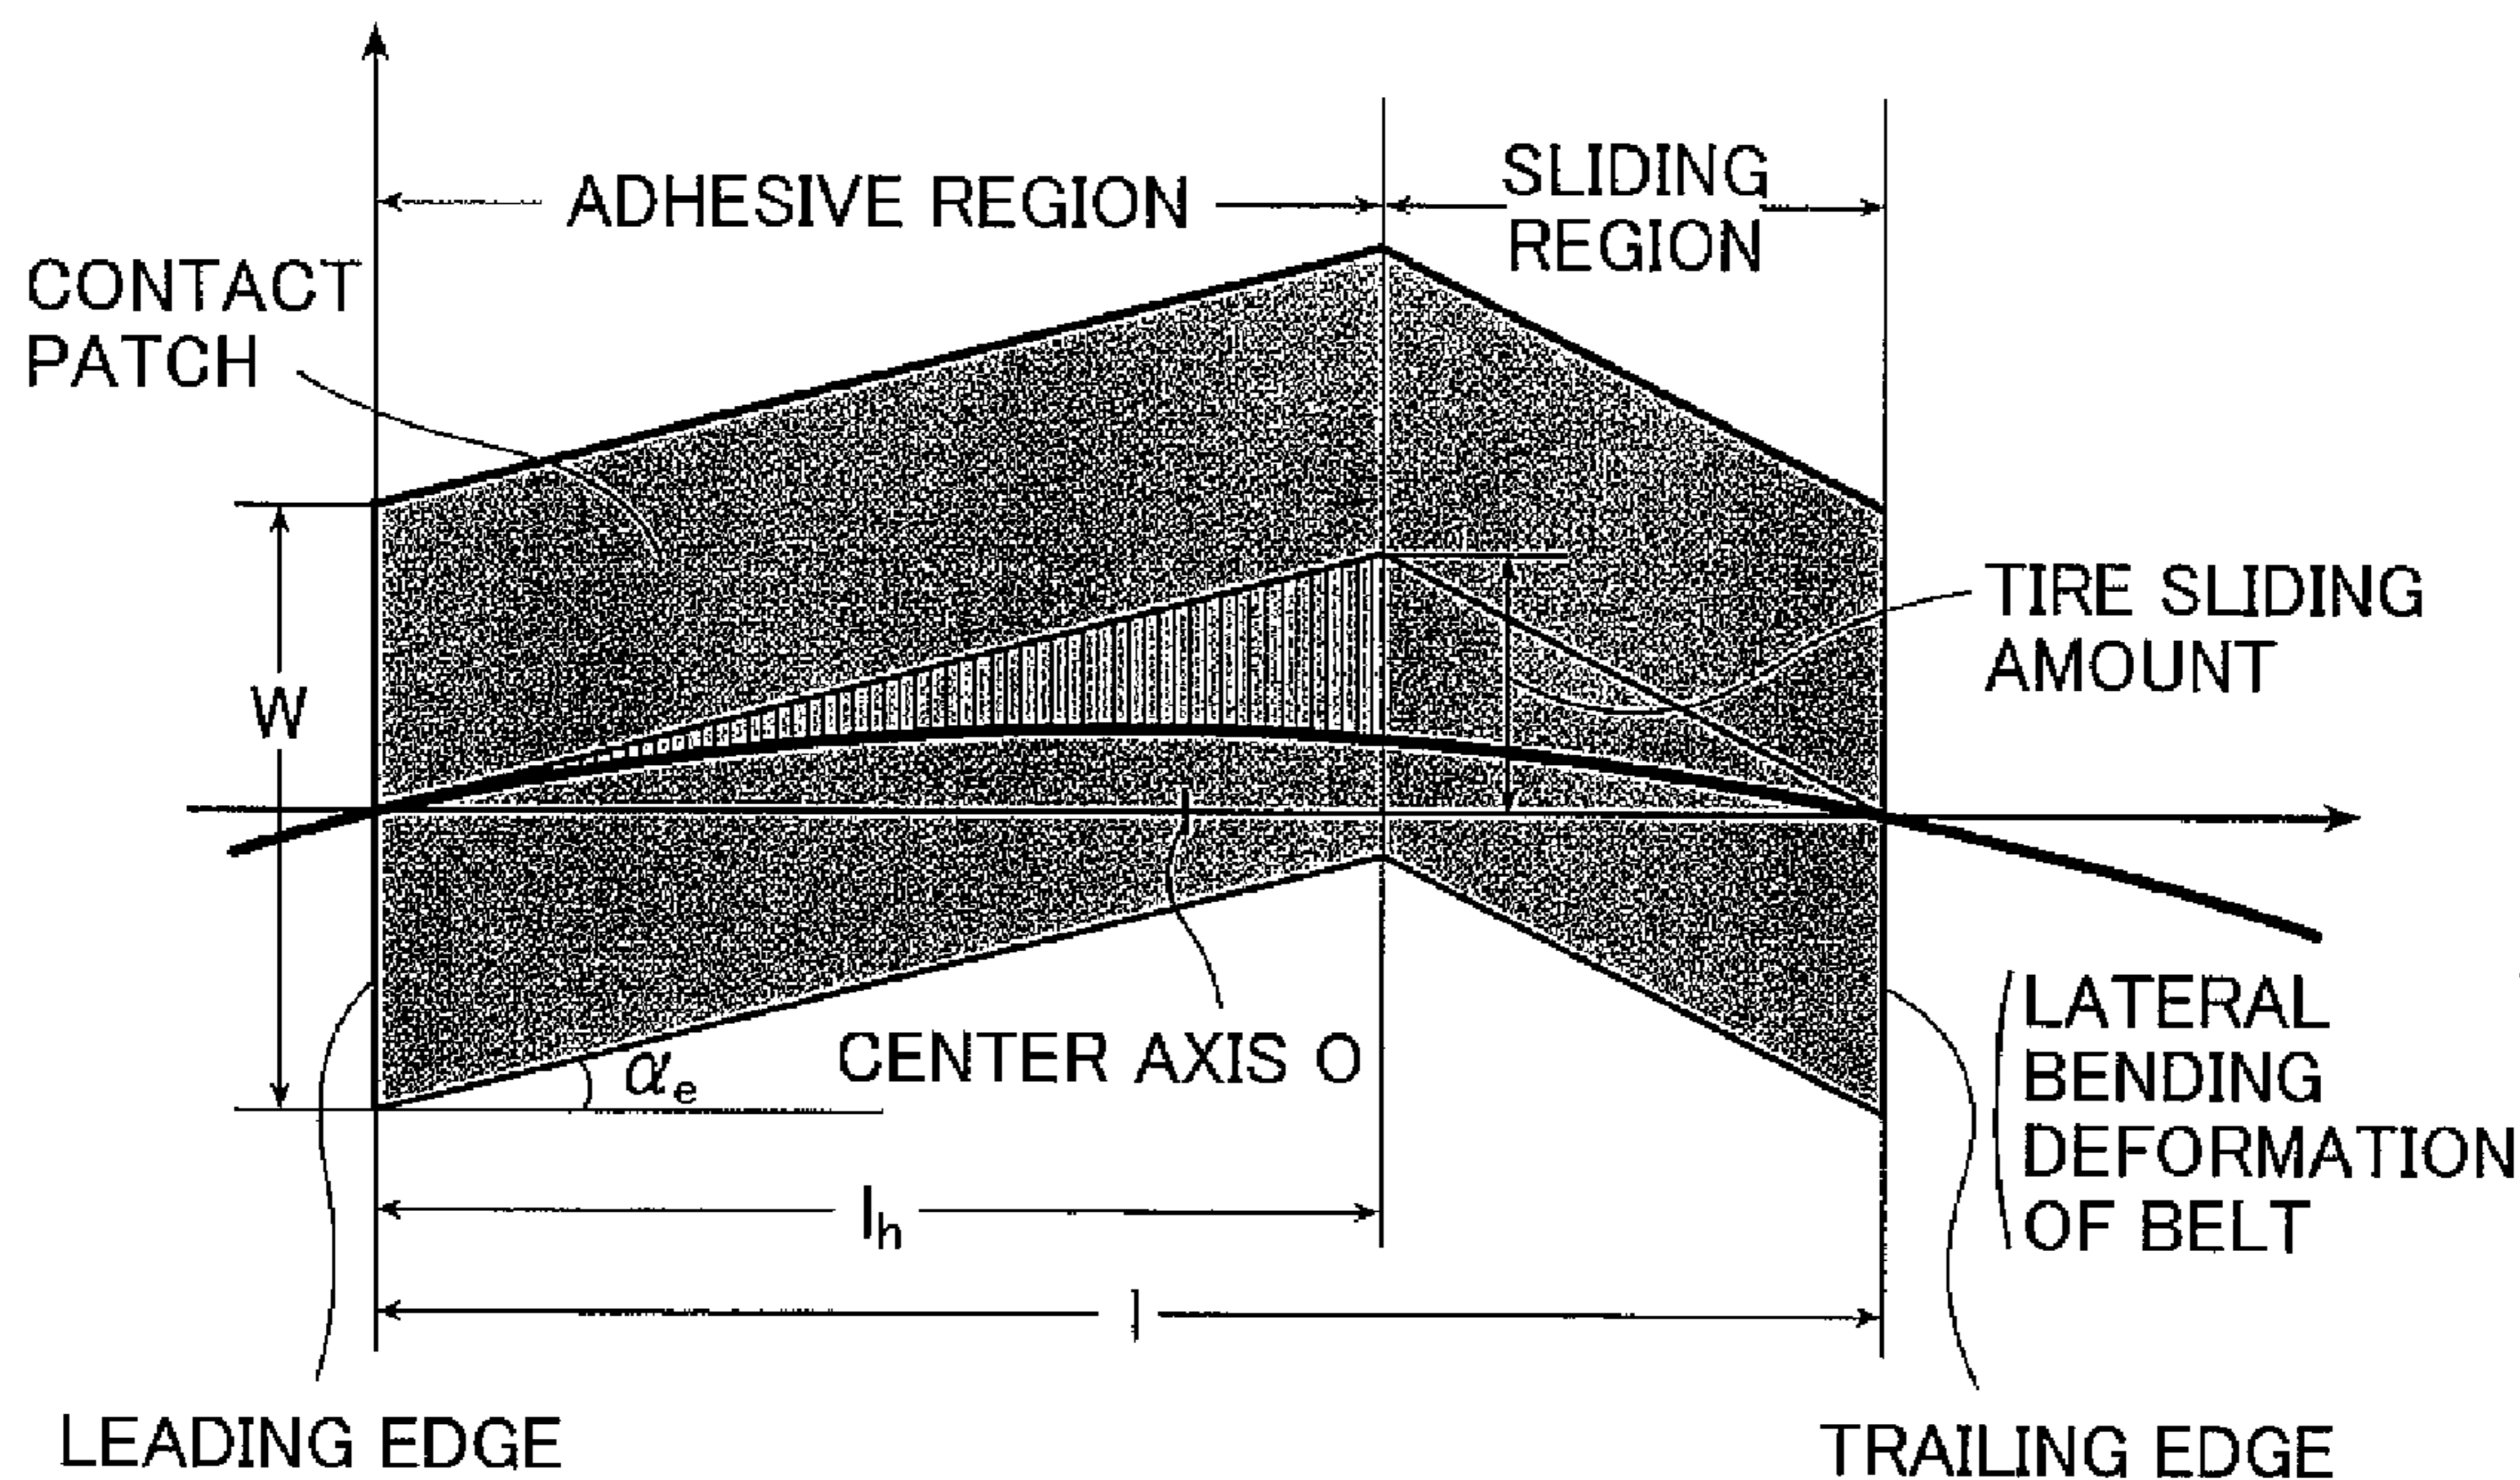 ADHESIVE REGION
SLIDING
REGION
CONTACT
PATCH
TIRE SLIDING
AMOUNT
W
CENTER AXIS O
αe
LATERAL
BENDING
DEFORMATION
OF BELT
lh
l
LEADING EDGE
TRAILING EDGE